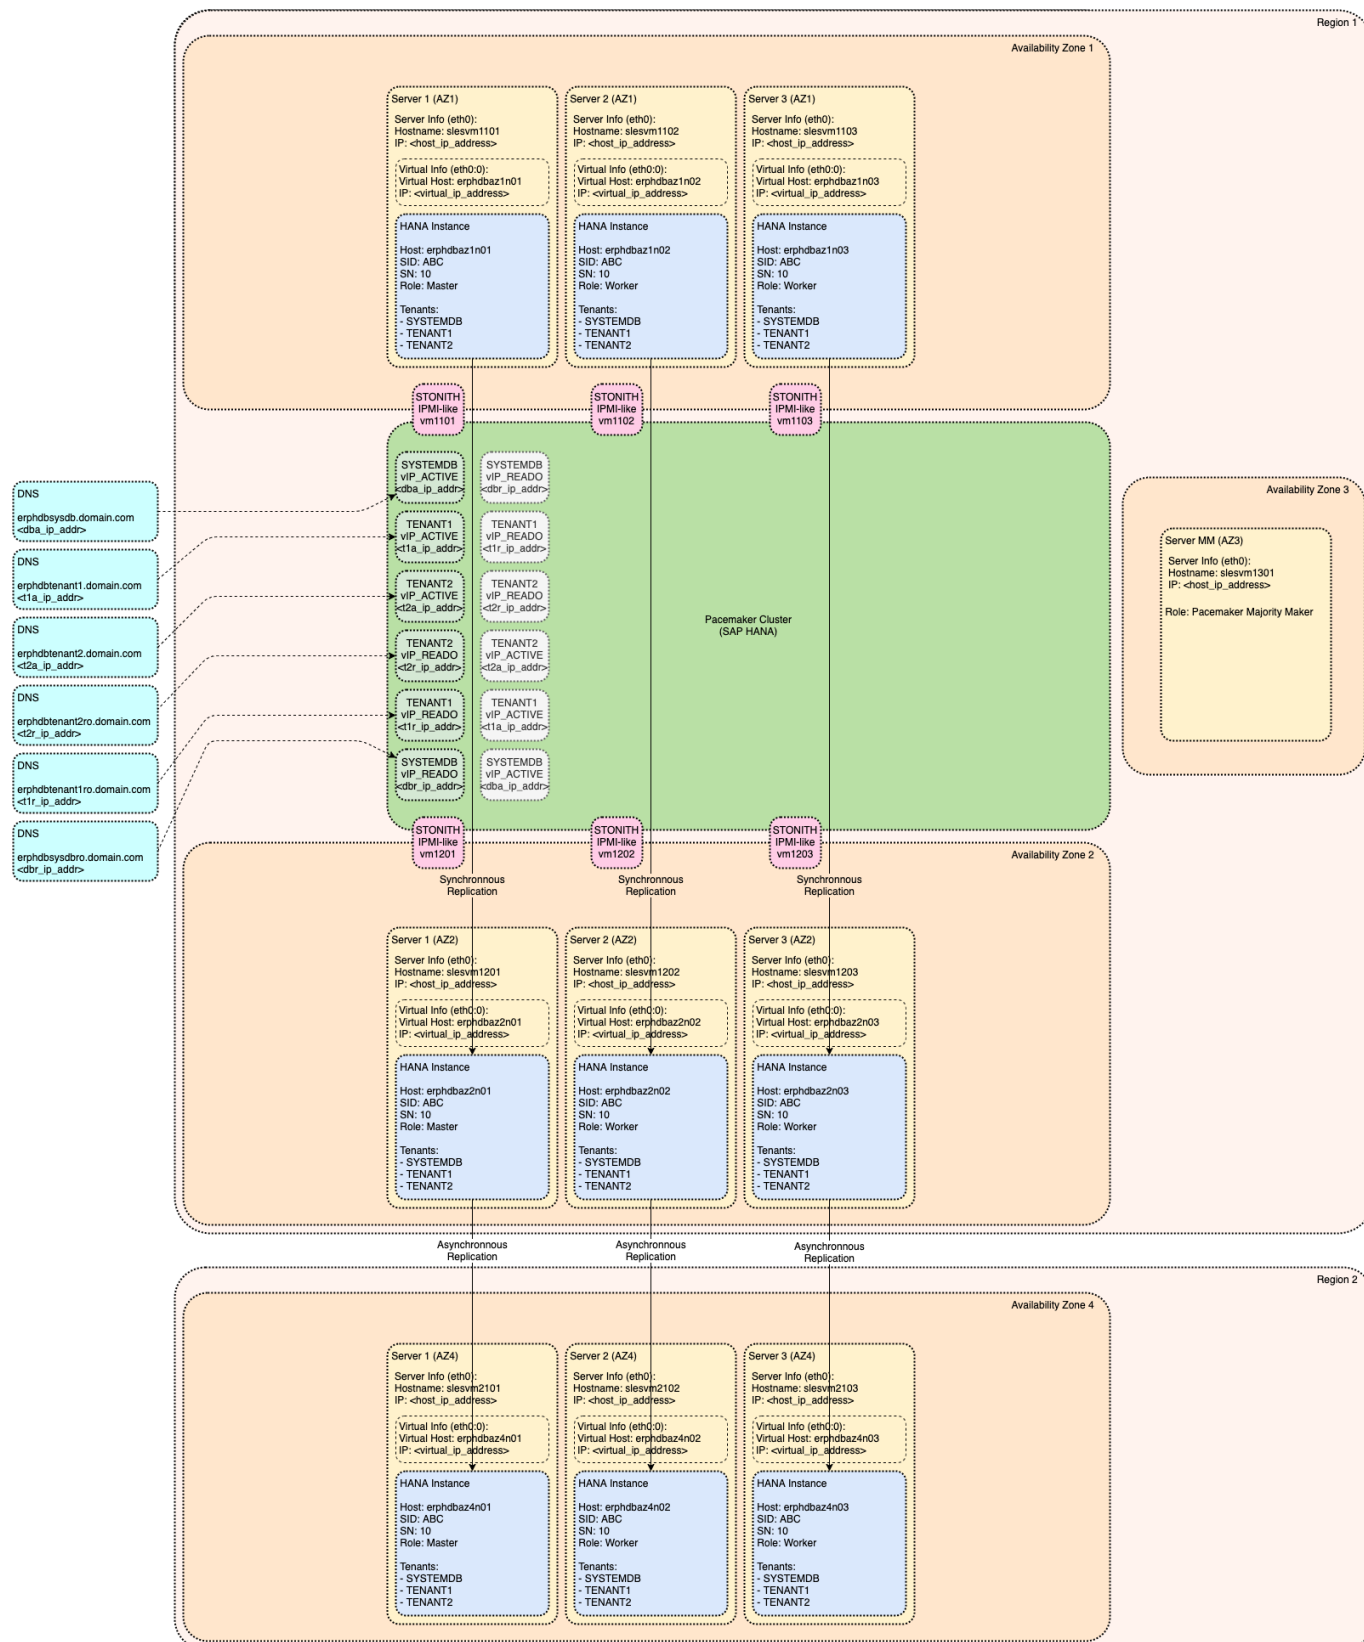 Region 1
Availability Zone 1
Server 1 (AZ1)
Server Info (eth0):
Hostname: slesvm1101
IP: <host_ip_address>
Virtual Info (eth0:0):
Virtual Host: erphdbaz1n01
IP: <virtual_ip_address>
HANA Instance
Host: erphdbaz1n01
SID: ABC
SN: 10
Role: Master
Tenants:
- SYSTEMDB
- TENANT1
- TENANT2
Server 2 (AZ1)
Server Info (eth0):
Hostname: slesvm1102
IP: <host_ip_address>
Virtual Info (eth0:0):
Virtual Host: erphdbaz1n02
IP: <virtual_ip_address>
HANA Instance
Host: erphdbaz1n02
SID: ABC
SN: 10
Role: Worker
Tenants:
- SYSTEMDB
- TENANT1
- TENANT2
Server 3 (AZ1)
Server Info (eth0):
Hostname: slesvm1103
IP: <host_ip_address>
Virtual Info (eth0:0):
Virtual Host: erphdbaz1n03
IP: <virtual_ip_address>
HANA Instance
Host: erphdbaz1n03
SID: ABC
SN: 10
Role: Worker
Tenants:
- SYSTEMDB
- TENANT1
- TENANT2
STONITH
IPMI-like
vm1101
STONITH
IPMI-like
vm1102
STONITH
IPMI-like
vm1103
DNS
erphdbsysdb.domain.com
<dba_ip_addr>
DNS
erphdbtenant1.domain.com
<t1a_ip_addr>
DNS
erphdbtenant2.domain.com
<t2a_ip_addr>
DNS
erphdbtenant2ro.domain.com
<t2r_ip_addr>
DNS
erphdbtenant1ro.domain.com
<t1r_ip_addr>
DNS
erphdbsysdbro.domain.com
<dbr_ip_addr>
SYSTEMDB
vIP_ACTIVE
<dba_ip_addr>
SYSTEMDB
vIP_READO
<dbr_ip_addr>
TENANT1
vIP_ACTIVE
<t1a_ip_addr>
TENANT1
vIP_READO
<t1r_ip_addr>
TENANT2
vIP_ACTIVE
<t2a_ip_addr>
TENANT2
vIP_READO
<t2r_ip_addr>
TENANT2
vIP_READO
<t2r_ip_addr>
TENANT2
vIP_ACTIVE
<t2a_ip_addr>
TENANT1
vIP_READO
<t1r_ip_addr>
TENANT1
vIP_ACTIVE
<t1a_ip_addr>
SYSTEMDB
vIP_READO
<dbr_ip_addr>
SYSTEMDB
vIP_ACTIVE
<dba_ip_addr>
Pacemaker Cluster
(SAP HANA)
Availability Zone 3
Server MM (AZ3)
Server Info (eth0):
Hostname: slesvm1301
IP: <host_ip_address>
Role: Pacemaker Majority Maker
STONITH
IPMI-like
vm1201
STONITH
IPMI-like
vm1202
STONITH
IPMI-like
vm1203
Availability Zone 2
Synchronnous
Replication
Synchronnous
Replication
Synchronnous
Replication
Server 1 (AZ2)
Server Info (eth0):
Hostname: slesvm1201
IP: <host_ip_address>
Virtual Info (eth0:0):
Virtual Host: erphdbaz2n01
IP: <virtual_ip_address>
HANA Instance
Host: erphdbaz2n01
SID: ABC
SN: 10
Role: Master
Tenants:
- SYSTEMDB
- TENANT1
- TENANT2
Server 2 (AZ2)
Server Info (eth0):
Hostname: slesvm1202
IP: <host_ip_address>
Virtual Info (eth0:0):
Virtual Host: erphdbaz2n02
IP: <virtual_ip_address>
HANA Instance
Host: erphdbaz2n02
SID: ABC
SN: 10
Role: Worker
Tenants:
- SYSTEMDB
- TENANT1
- TENANT2
Server 3 (AZ2)
Server Info (eth0):
Hostname: slesvm1203
IP: <host_ip_address>
Virtual Info (eth0:0):
Virtual Host: erphdbaz2n03
IP: <virtual_ip_address>
HANA Instance
Host: erphdbaz2n03
SID: ABC
SN: 10
Role: Worker
Tenants:
- SYSTEMDB
- TENANT1
- TENANT2
Asynchronnous
Replication
Asynchronnous
Replication
Asynchronnous
Replication
Region 2
Availability Zone 4
Server 1 (AZ4)
Server Info (eth0):
Hostname: slesvm2101
IP: <host_ip_address>
Virtual Info (eth0:0):
Virtual Host: erphdbaz4n01
IP: <virtual_ip_address>
HANA Instance
Host: erphdbaz4n01
SID: ABC
SN: 10
Role: Master
Tenants:
- SYSTEMDB
- TENANT1
- TENANT2
Server 2 (AZ4)
Server Info (eth0):
Hostname: slesvm2102
IP: <host_ip_address>
Virtual Info (eth0:0):
Virtual Host: erphdbaz4n02
IP: <virtual_ip_address>
HANA Instance
Host: erphdbaz4n02
SID: ABC
SN: 10
Role: Worker
Tenants:
- SYSTEMDB
- TENANT1
- TENANT2
Server 3 (AZ4)
Server Info (eth0):
Hostname: slesvm2103
IP: <host_ip_address>
Virtual Info (eth0:0):
Virtual Host: erphdbaz4n03
IP: <virtual_ip_address>
HANA Instance
Host: erphdbaz4n03
SID: ABC
SN: 10
Role: Worker
Tenants:
- SYSTEMDB
- TENANT1
- TENANT2